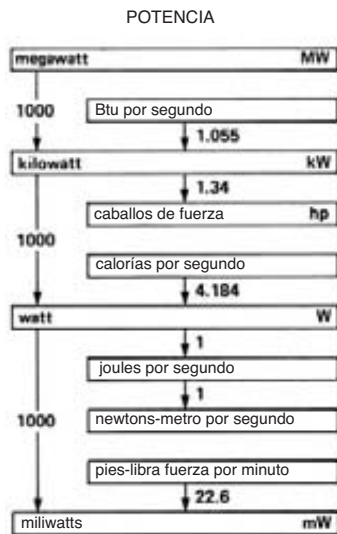 POTENCIA
megawatt MW
1000
Btu por segundo
1.055
kilowatt kW
1.34
1000
caballos de fuerza hp
calorías por segundo
4.184
watt W
1
joules por segundo
1
1000
newtons-metro por segundo
pies-libra fuerza por minuto
22.6
miliwatts mW